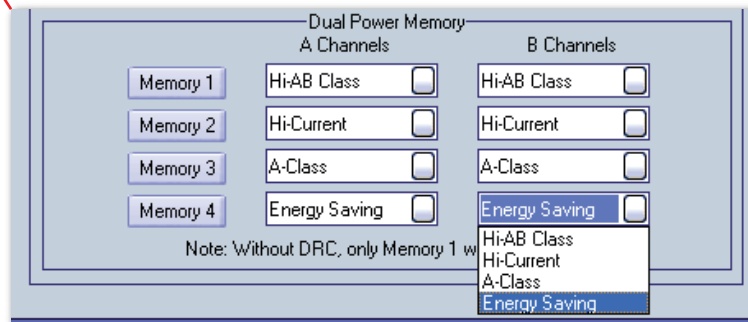 Dual Power Memory
A Channels B Channels
Memory 1 Hi-AB Class Hi-AB Class
Memory 2 Hi-Current Hi-Current
Memory 3 A-Class A-Class
Memory 4 Energy Saving Energy Saving
Note: Without DRC, only Memory 1 w
Hi-AB Class
Hi-Current
A-Class
Energy Saving